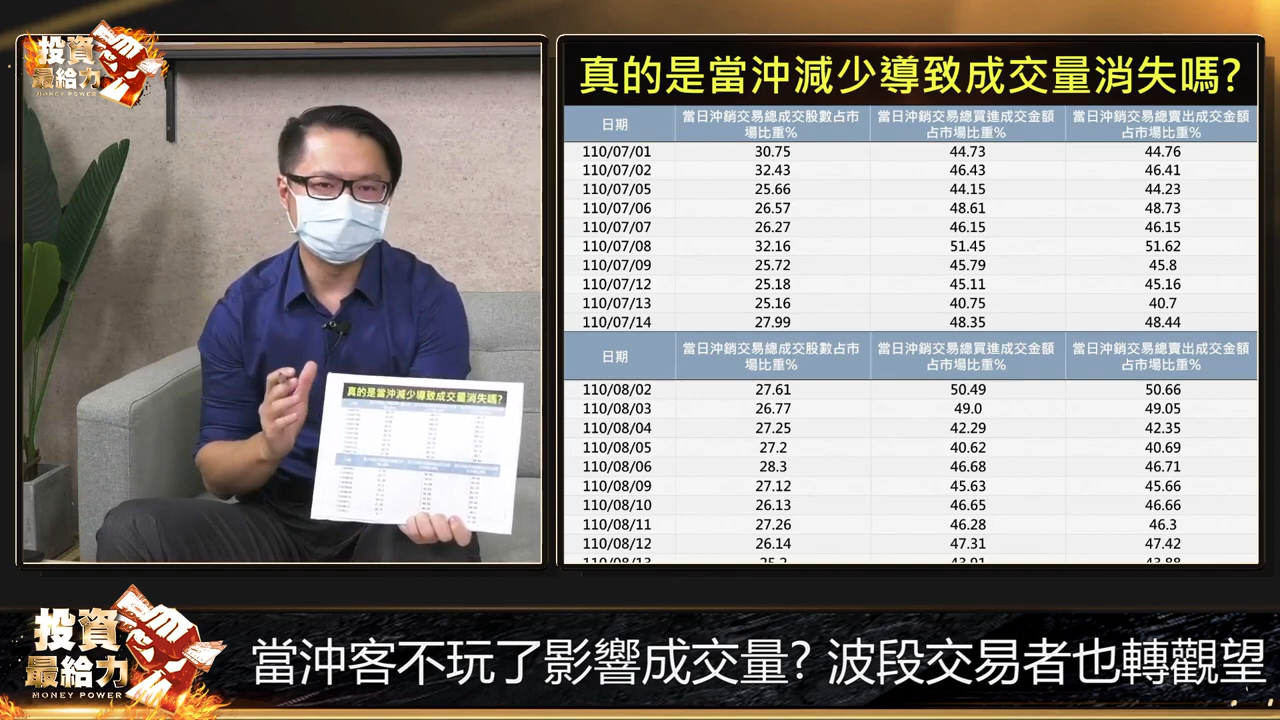 投資
最給力
MONEY POWER
真的是當沖減少導致成交量消失嗎?
日期 當日沖銷交易總成交股數占市場比重% 當日沖銷交易總買進成交金額占市場比重% 當日沖銷交易總賣出成交金額占市場比重%
110/07/01 30.75 44.73 44.76
110/07/02 32.43 46.43 46.41
110/07/05 25.66 44.15 44.23
110/07/06 26.57 48.61 48.73
110/07/07 26.27 46.15 46.15
110/07/08 32.16 51.45 51.62
110/07/09 25.72 45.79 45.8
110/07/12 25.18 45.11 45.16
110/07/13 25.16 40.75 40.7
110/07/14 27.99 48.35 48.44
日期 當日沖銷交易總成交股數占市場比重% 當日沖銷交易總買進成交金額占市場比重% 當日沖銷交易總賣出成交金額占市場比重%
110/08/02 27.61 50.49 50.66
110/08/03 26.77 49.0 49.05
110/08/04 27.25 42.29 42.35
110/08/05 27.2 40.62 40.69
110/08/06 28.3 46.68 46.71
110/08/09 27.12 45.63 45.66
110/08/10 26.13 46.65 46.66
110/08/11 27.26 46.28 46.3
110/08/12 26.14 47.31 47.42
真的是當沖減少導致成交量消失嗎?
投資
最給力
MONEY POWER
當沖客不玩了影響成交量? 波段交易者也轉觀望